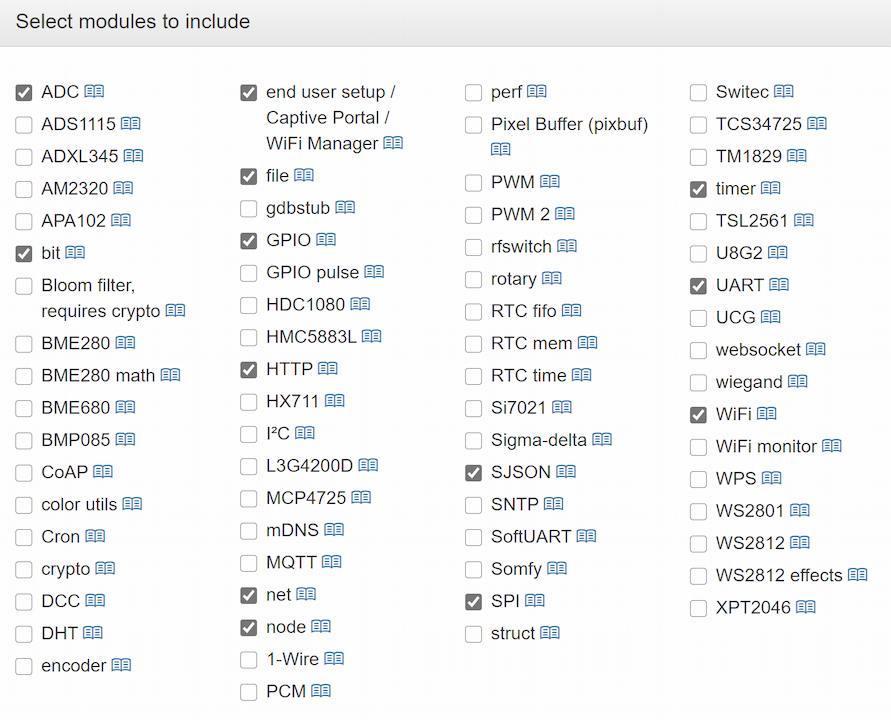 Select modules to include
ADC
ADS1115
ADXL345
AM2320
APA102
bit
Bloom filter,
requires crypto
BME280
BME280 math
BME680
BMP085
CoAP
color utils
Cron
crypto
DCC
DHT
encoder
end user setup /
Captive Portal /
WiFi Manager
file
gdbstub
GPIO
GPIO pulse
HDC1080
HMC5883L
HTTP
HX711
I²C
L3G4200D
MCP4725
mDNS
MQTT
net
node
1-Wire
PCM
perf
Pixel Buffer (pixbuf)
PWM
PWM 2
rfswitch
rotary
RTC fifo
RTC mem
RTC time
Si7021
Sigma-delta
SJSON
SNTP
SoftUART
Somfy
SPI
struct
Switec
TCS34725
TM1829
timer
TSL2561
U8G2
UART
UCG
websocket
wiegand
WiFi
WiFi monitor
WPS
WS2801
WS2812
WS2812 effects
XPT2046